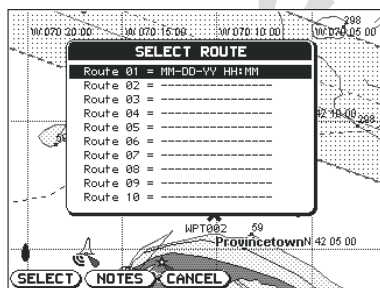 298
W 070 20 00 W 070 15 00 W 070 10 00 W 070 05 00
SELECT ROUTE
Route 01 = MM-DD-YY HH:MM
Route 02 = --------------
Route 03 = --------------
Route 04 = --------------
Route 05 = --------------
Route 06 = --------------
Route 07 = --------------
Route 08 = --------------
Route 09 = --------------
Route 10 = --------------
42 10 00
298
WPT002 59
Provincetown N 42 05 00
SELECT NOTES CANCEL